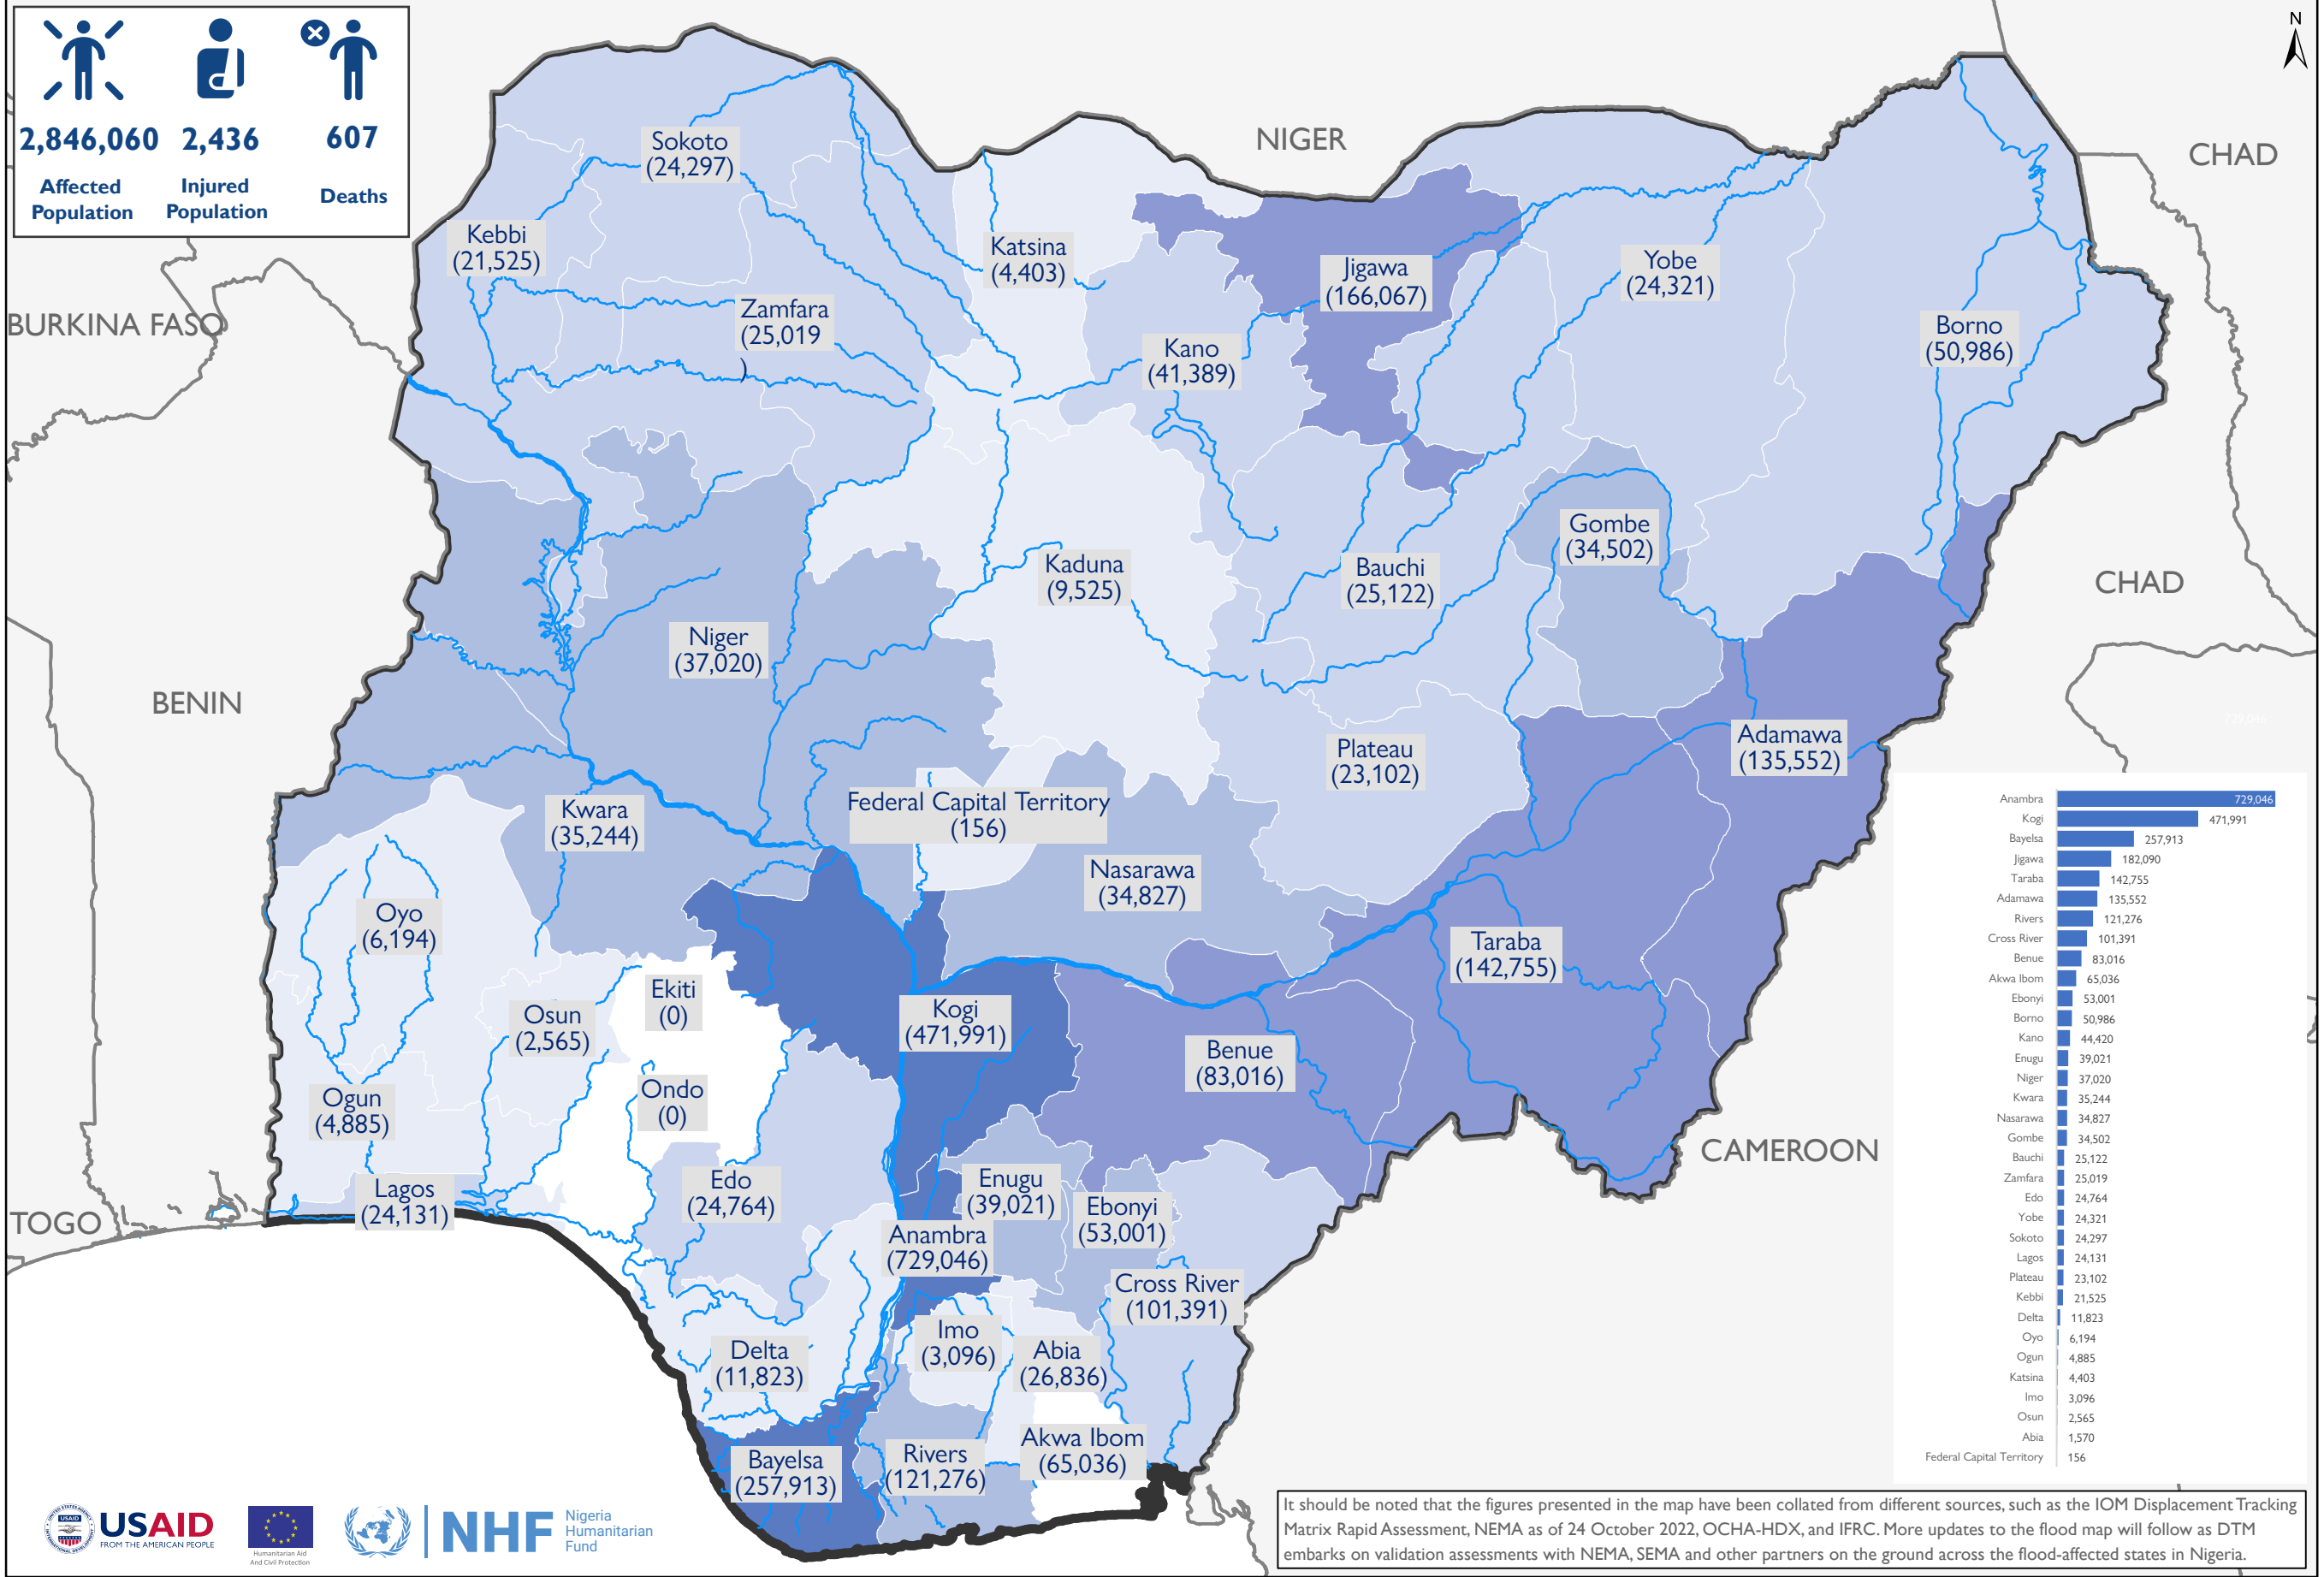 2,846,060 2,436 607
Affected Population
Injured Population
Deaths
N
NIGER
CHAD
BURKINA FASO
BENIN
CHAD
TOGO
CAMEROON
Sokoto
(24,297)
Kebbi
(21,525)
Katsina
(4,403)
Jigawa
(166,067)
Yobe
(24,321)
Zamfara
(25,019
)
Kano
(41,389)
Borno
(50,986)
Gombe
(34,502)
Kaduna
(9,525)
Bauchi
(25,122)
Niger
(37,020)
Plateau
(23,102)
Adamawa
(135,552)
Kwara
(35,244)
Federal Capital Territory
(156)
Nasarawa
(34,827)
Oyo
(6,194)
Taraba
(142,755)
Ekiti
(0)
Osun
(2,565)
Kogi
(471,991)
Benue
(83,016)
Ondo
(0)
Ogun
(4,885)
Lagos
(24,131)
Edo
(24,764)
Enugu
(39,021)
Ebonyi
(53,001)
Anambra
(729,046)
Cross River
(101,391)
Imo
(3,096)
Abia
(26,836)
Delta
(11,823)
Akwa Ibom
(65,036)
Bayelsa
(257,913)
Rivers
(121,276)
729,046
Anambra 729,046
Kogi 471,991
Bayelsa 257,913
Jigawa 182,090
Taraba 142,755
Adamawa 135,552
Rivers 121,276
Cross River 101,391
Benue 83,016
Akwa Ibom 65,036
Ebonyi 53,001
Borno 50,986
Kano 44,420
Enugu 39,021
Niger 37,020
Kwara 35,244
Nasarawa 34,827
Gombe 34,502
Bauchi 25,122
Zamfara 25,019
Edo 24,764
Yobe 24,321
Sokoto 24,297
Lagos 24,131
Plateau 23,102
Kebbi 21,525
Delta 11,823
Oyo 6,194
Ogun 4,885
Katsina 4,403
Imo 3,096
Osun 2,565
Abia 1,570
Federal Capital Territory 156
USAID
USAID
FROM THE AMERICAN PEOPLE
Humanitarian Aid
And Civil Protection
NHF
Nigeria
Humanitarian
Fund
It should be noted that the figures presented in the map have been collated from different sources, such as the IOM Displacement Tracking
Matrix Rapid Assessment, NEMA as of 24 October 2022, OCHA-HDX, and IFRC. More updates to the flood map will follow as DTM
embarks on validation assessments with NEMA, SEMA and other partners on the ground across the flood-affected states in Nigeria.